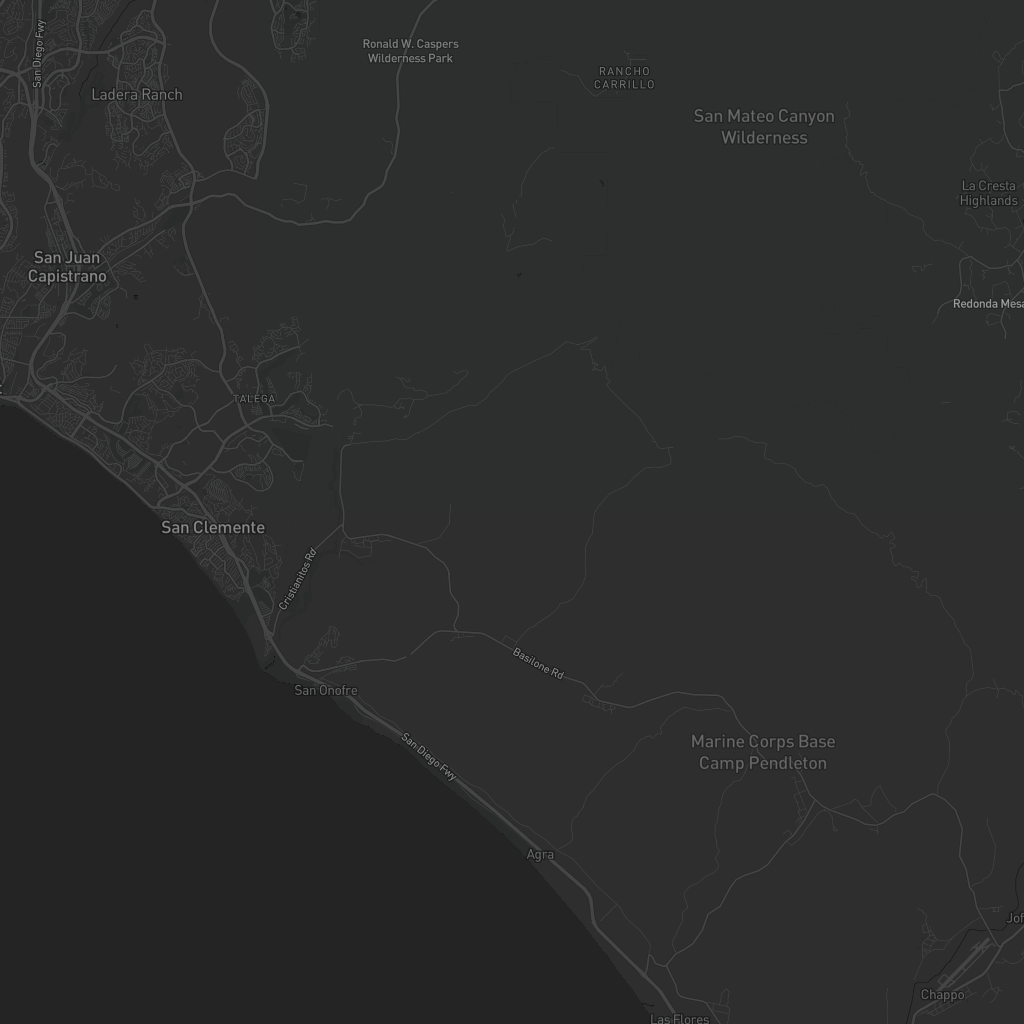 San Diego Fwy
Ronald W. Caspers
Wilderness Park
RANCHO
CARRILLO
Ladera Ranch
San Mateo Canyon
Wilderness
La Cresta
Highlands
San Juan
Capistrano
Redonda Mesa
TALEGA
San Clemente
Cristianitos Rd
Basilone Rd
San Onofre
San Diego Fwy
Marine Corps Base
Camp Pendleton
Agra
Jof
Chappo
Las Flores